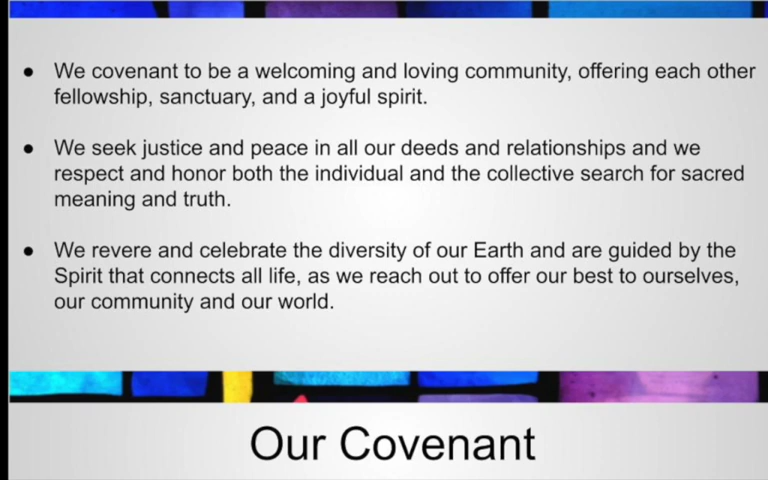 ● We covenant to be a welcoming and loving community, offering each other
fellowship, sanctuary, and a joyful spirit.
● We seek justice and peace in all our deeds and relationships and we
respect and honor both the individual and the collective search for sacred
meaning and truth.
● We revere and celebrate the diversity of our Earth and are guided by the
Spirit that connects all life, as we reach out to offer our best to ourselves,
our community and our world.
Our Covenant